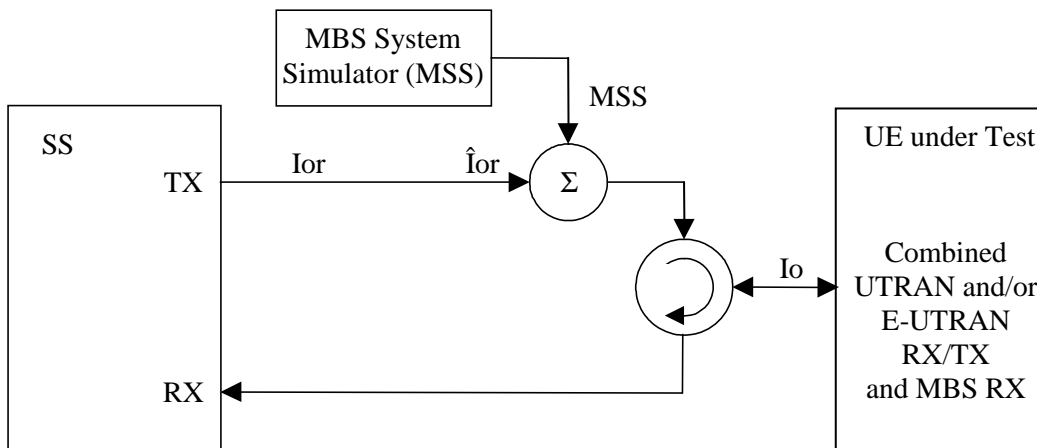 MBS System
Simulator (MSS)
MSS
SS
UE under Test
TX
Ior
Îor
Σ
Combined
UTRAN and/or
E-UTRAN
RX/TX
and MBS RX
Io
RX